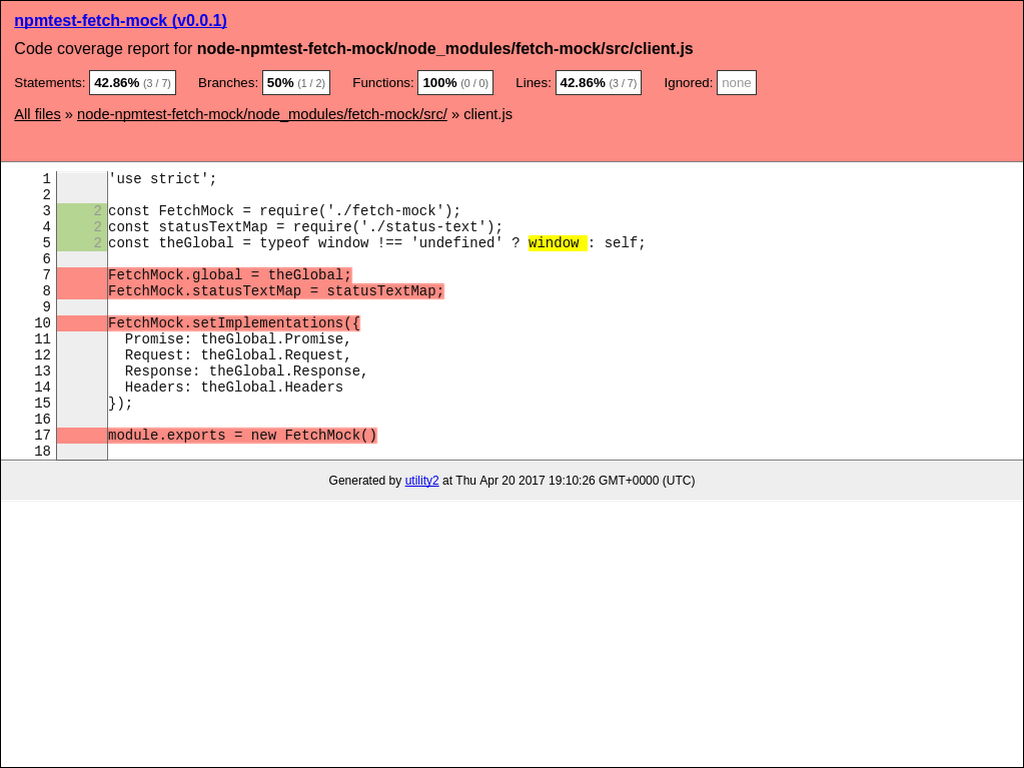 npmtest-fetch-mock (v0.0.1)
Code coverage report for node-npmtest-fetch-mock/node_modules/fetch-mock/src/client.js
Statements: 42.86% (3 / 7) Branches: 50% (1 / 2) Functions: 100% (0 / 0) Lines: 42.86% (3 / 7) Ignored: none
All files » node-npmtest-fetch-mock/node_modules/fetch-mock/src/ » client.js
1 'use strict';
2
3 2 const FetchMock = require('./fetch-mock');
4 2 const statusTextMap = require('./status-text');
5 2 const theGlobal = typeof window !== 'undefined' ? window : self;
6
7 FetchMock.global = theGlobal;
8 FetchMock.statusTextMap = statusTextMap;
9
10 FetchMock.setImplementations({
11   Promise: theGlobal.Promise,
12   Request: theGlobal.Request,
13   Response: theGlobal.Response,
14   Headers: theGlobal.Headers
15 });
16
17 module.exports = new FetchMock()
18
Generated by utility2 at Thu Apr 20 2017 19:10:26 GMT+0000 (UTC)